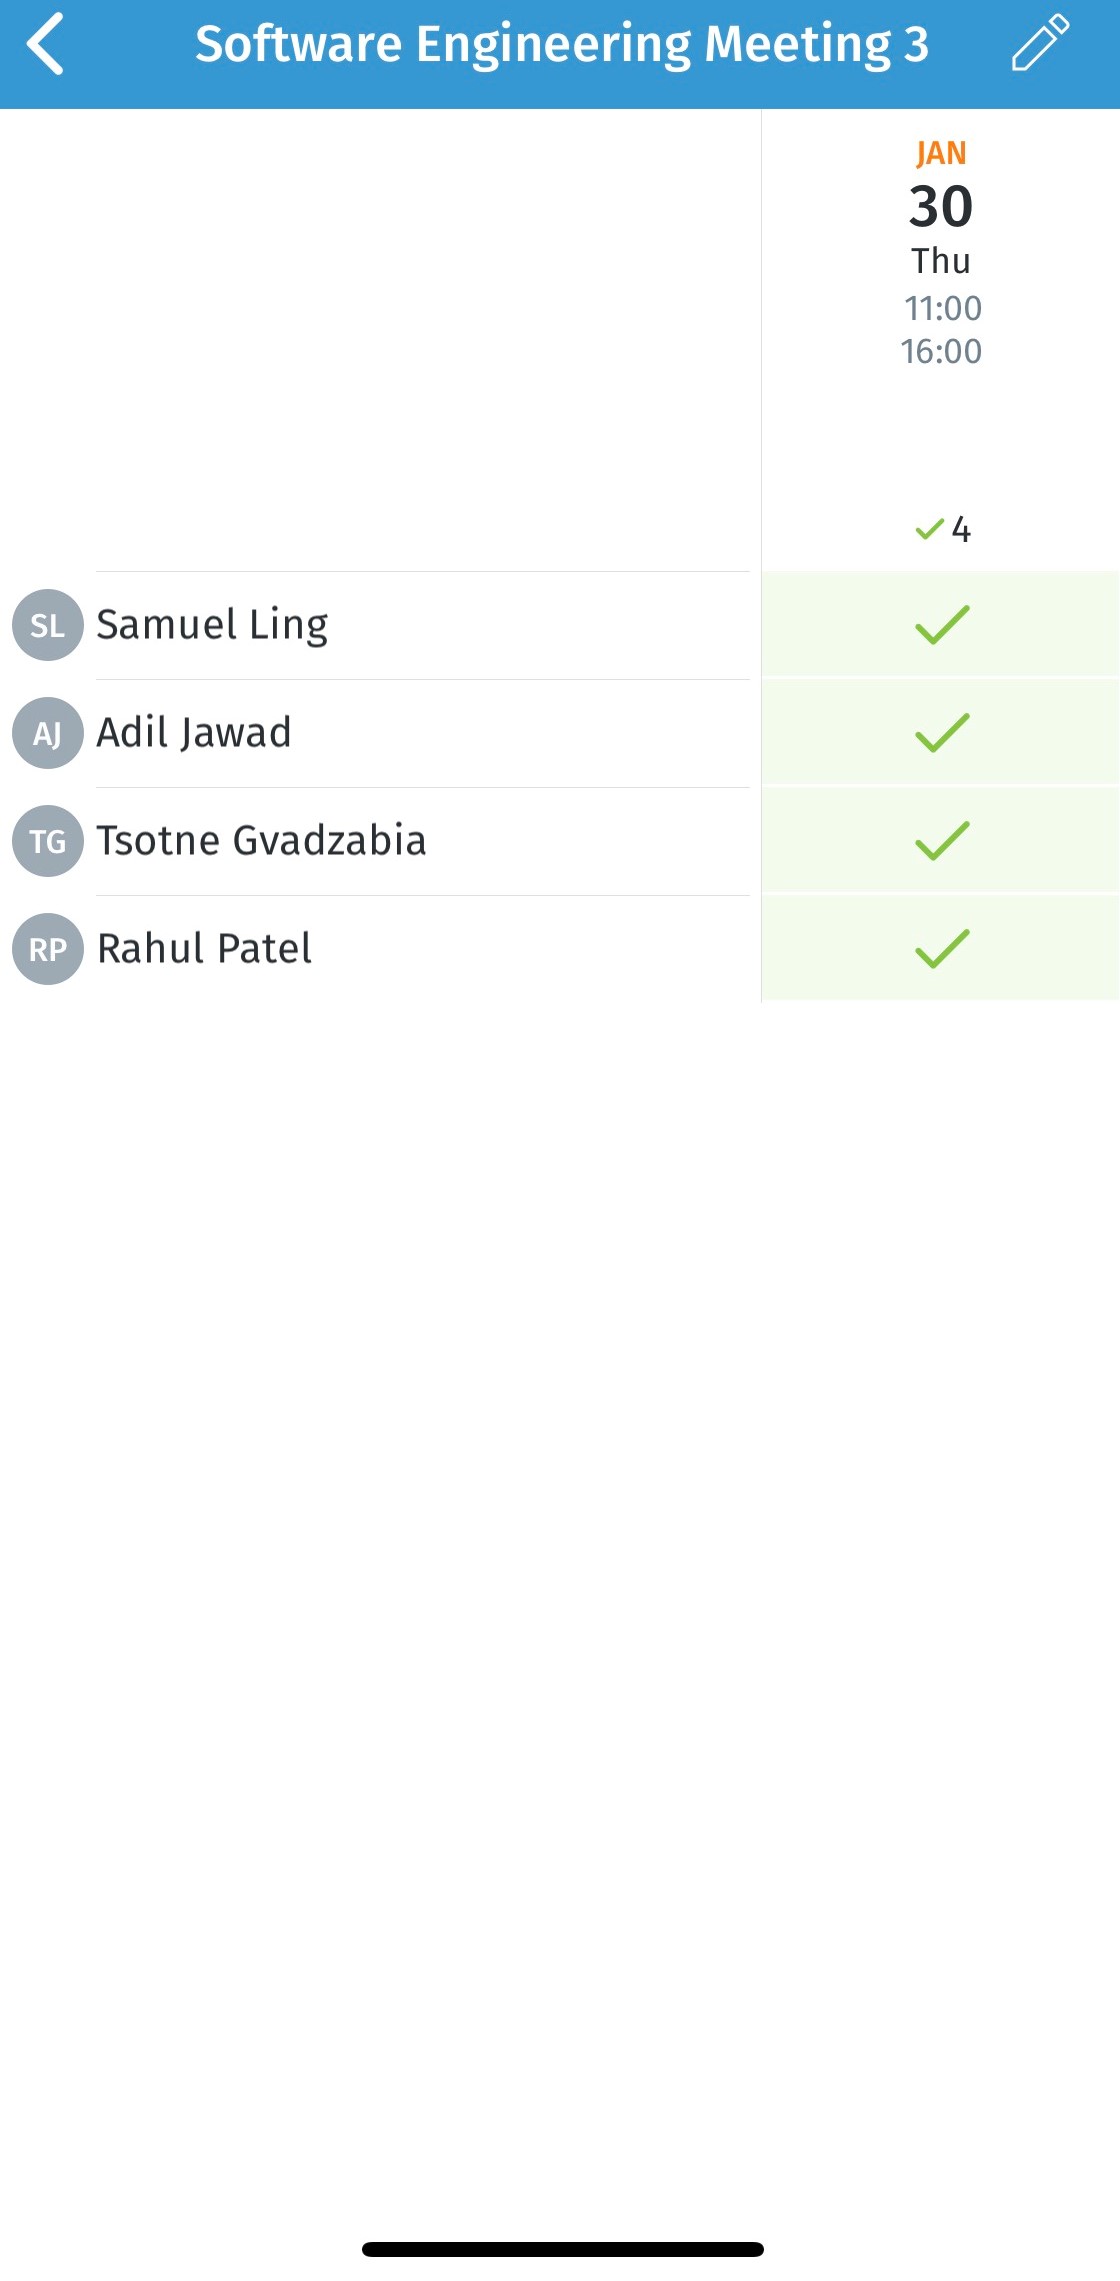 Software Engineering Meeting 3
JAN
30
Thu
11:00
16:00
4
SL Samuel Ling
AJ Adil Jawad
TG Tsotne Gvadzabia
RP Rahul Patel